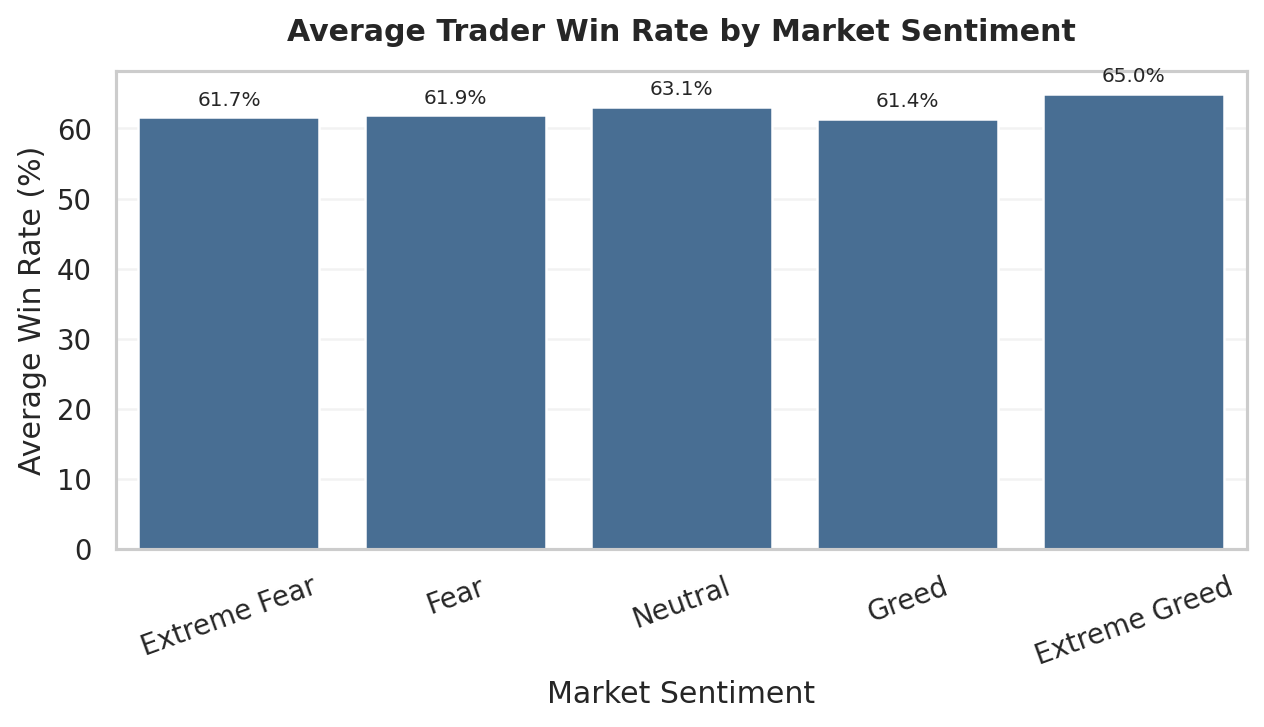 Average Trader Win Rate by Market Sentiment
65.0%
63.1%
61.9%
61.7%
61.4%
60
50
40
30
20
10
0
Average Win Rate (%)
Extreme Fear
Fear
Neutral
Greed
Extreme Greed
Market Sentiment